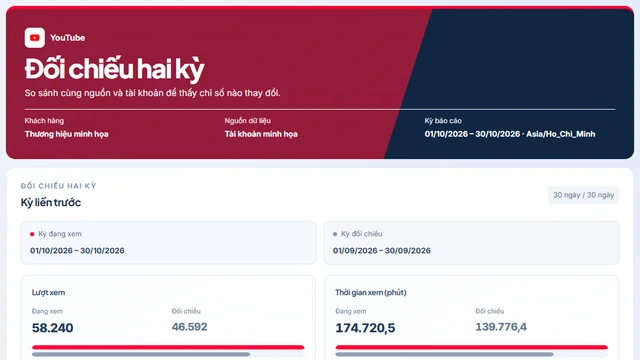 YouTube
Đối chiếu hai kỳ
So sánh cùng nguồn và tài khoản để thấy chỉ số nào thay đổi.
Khách hàng
Thương hiệu minh họa
Nguồn dữ liệu
Tài khoản minh họa
Kỳ báo cáo
01/10/2026 – 30/10/2026 · Asia/Ho_Chi_Minh
ĐỐI CHIẾU HAI KỲ
Kỳ liền trước
30 ngày / 30 ngày
Kỳ đang xem
01/10/2026 – 30/10/2026
Kỳ đối chiếu
01/09/2026 – 30/09/2026
Lượt xem
Đang xem
58.240
Đối chiếu
46.592
Thời gian xem (phút)
Đang xem
174.720,5
Đối chiếu
139.776,4